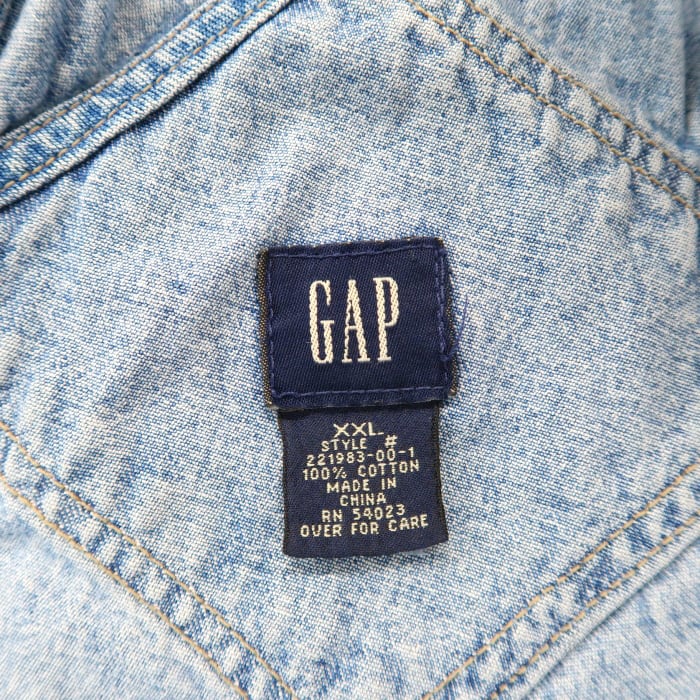 GAP
XXL
STYLE #
221983-00-1
100% COTTON
MADE IN
CHINA
RN 54023
OVER FOR CARE